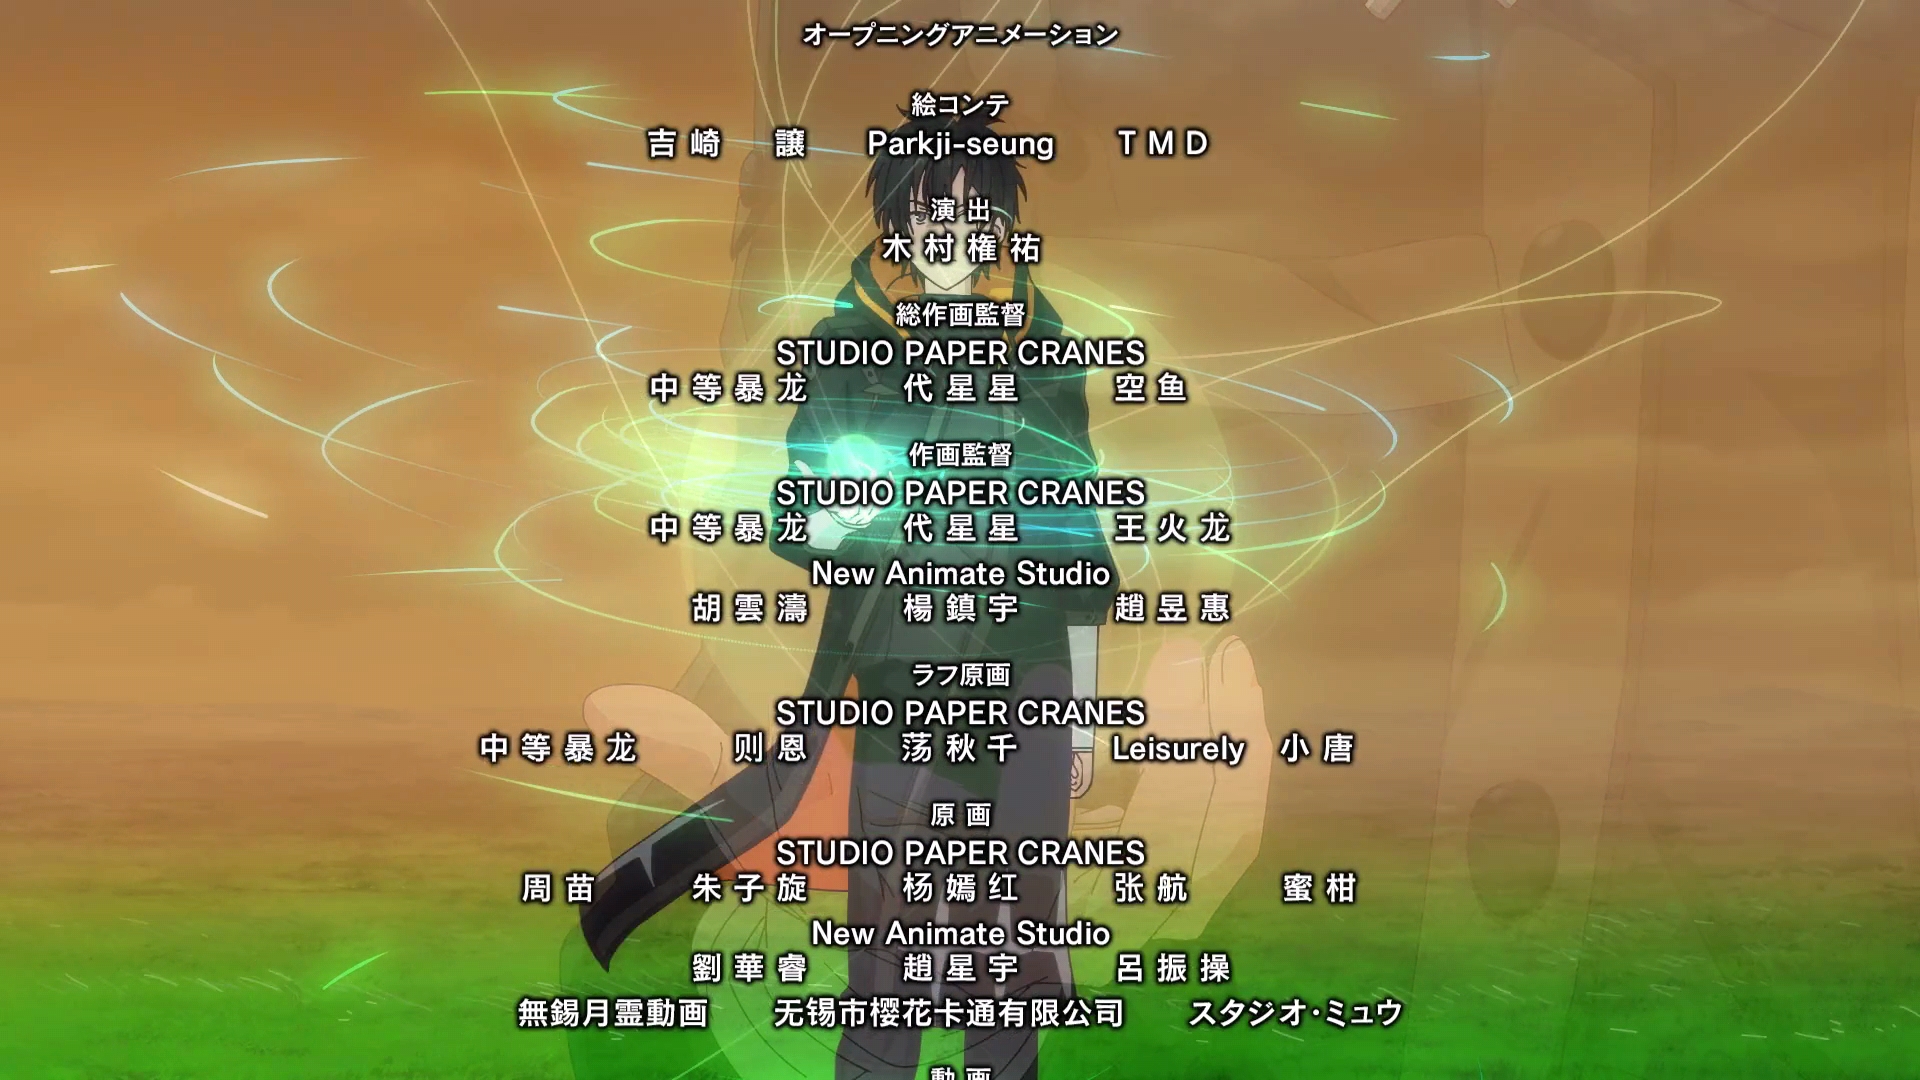 オープニングアニメーション
絵コンテ
吉崎 譲 Parkji-seung TMD
演出
木村権祐
総作画監督
STUDIO PAPER CRANES
中等暴龙 代星星 空鱼
作画監督
STUDIO PAPER CRANES
中等暴龙 代星星 王火龙
New Animate Studio
胡雲濤 楊鎮宇 趙昱惠
ラフ原画
STUDIO PAPER CRANES
中等暴龙 则恩 荡秋千 Leisurely 小唐
原画
STUDIO PAPER CRANES
周苗 朱子旋 杨嫣红 张航 蜜柑
New Animate Studio
劉華睿 趙星宇 呂振操
無錫月霊動画 无锡市樱花卡通有限公司 スタジオ・ミュウ
動画